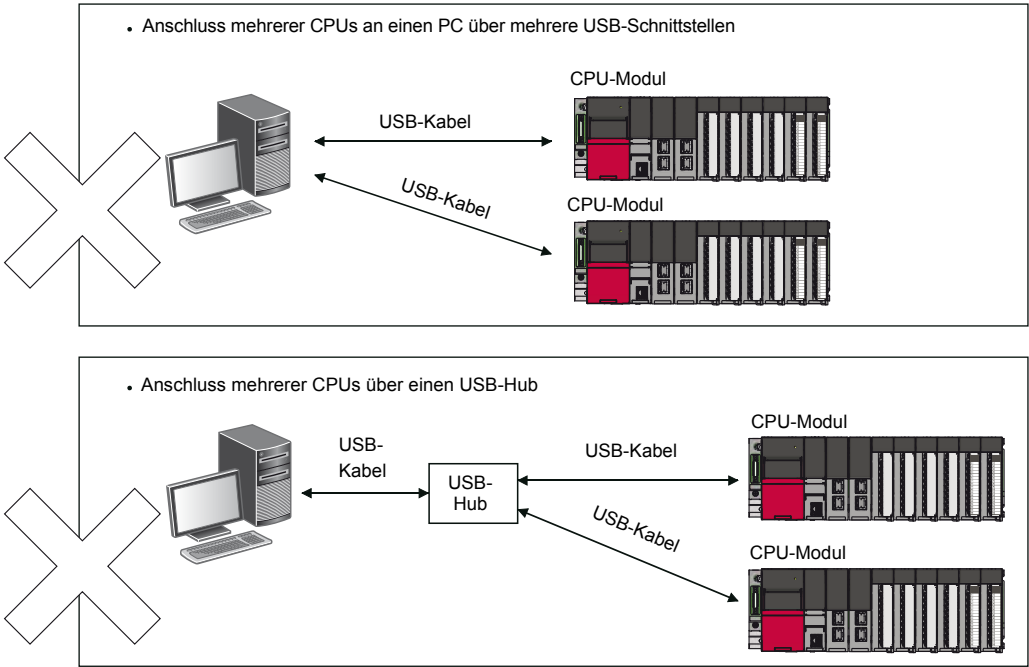 • Anschluss mehrerer CPUs an einen PC über mehrere USB-Schnittstellen
CPU-Modul
USB-Kabel
USB-Kabel
CPU-Modul
• Anschluss mehrerer CPUs über einen USB-Hub
CPU-Modul
USB-
Kabel
USB-Kabel
USB-
Hub
USB-Kabel
CPU-Modul